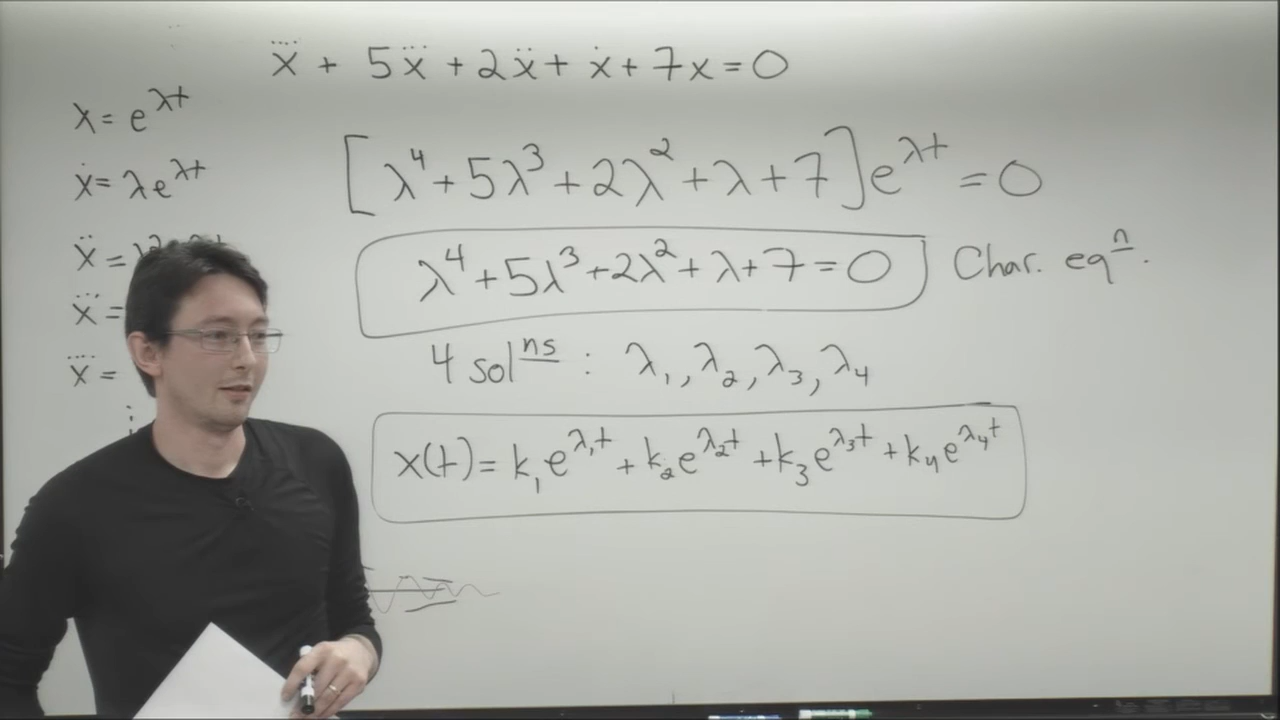 x⃜ + 5x⃛ + 2ẍ + ẋ + 7x = 0
x = e^{λt}
ẋ = λe^{λt}
ẍ =
x⃛ =
x⃜ =
[λ⁴ + 5λ³ + 2λ² + λ + 7]e^{λt} = 0
λ⁴ + 5λ³ + 2λ² + λ + 7 = 0 Char. eqⁿ.
4 solⁿˢ : λ₁, λ₂, λ₃, λ₄
x(t) = k₁e^{λ₁t} + k₂e^{λ₂t} + k₃e^{λ₃t} + k₄e^{λ₄t}